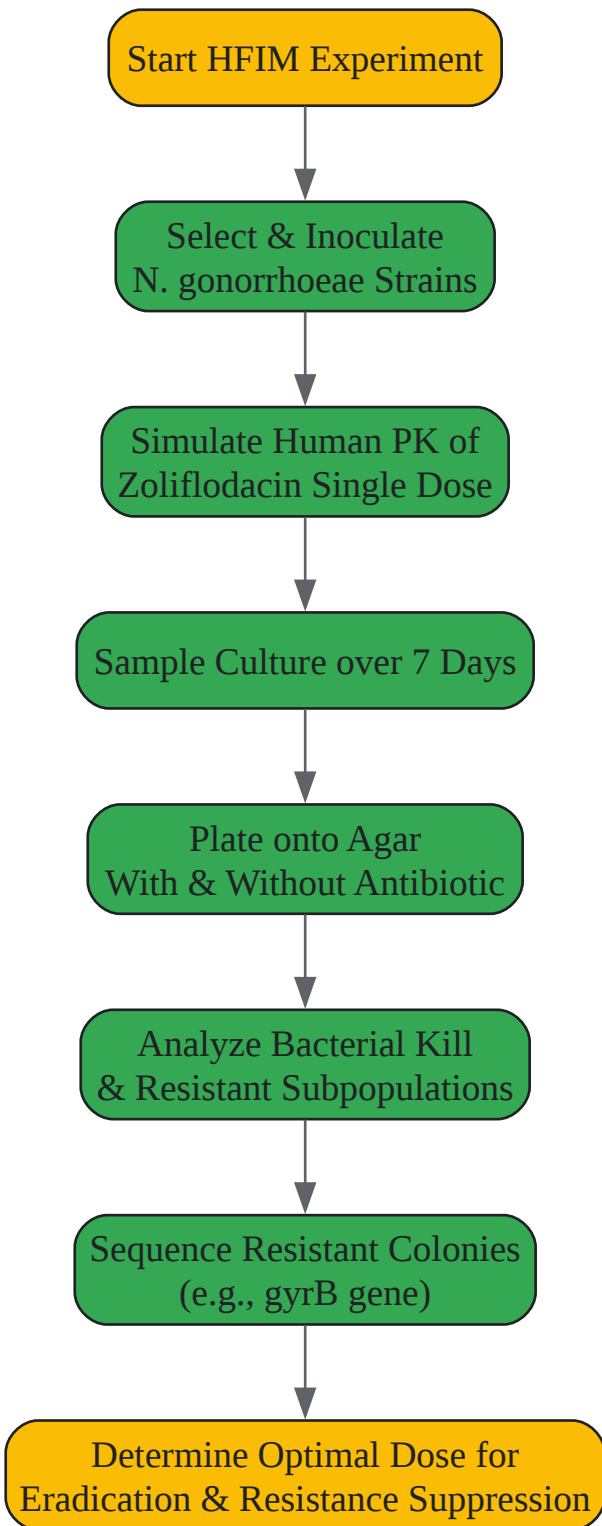 Start HFIM Experiment
Select & Inoculate
N. gonorrhoeae Strains
Simulate Human PK of
Zoliflodacin Single Dose
Sample Culture over 7 Days
Plate onto Agar
With & Without Antibiotic
Analyze Bacterial Kill
& Resistant Subpopulations
Sequence Resistant Colonies
(e.g., gyrB gene)
Determine Optimal Dose for
Eradication & Resistance Suppression